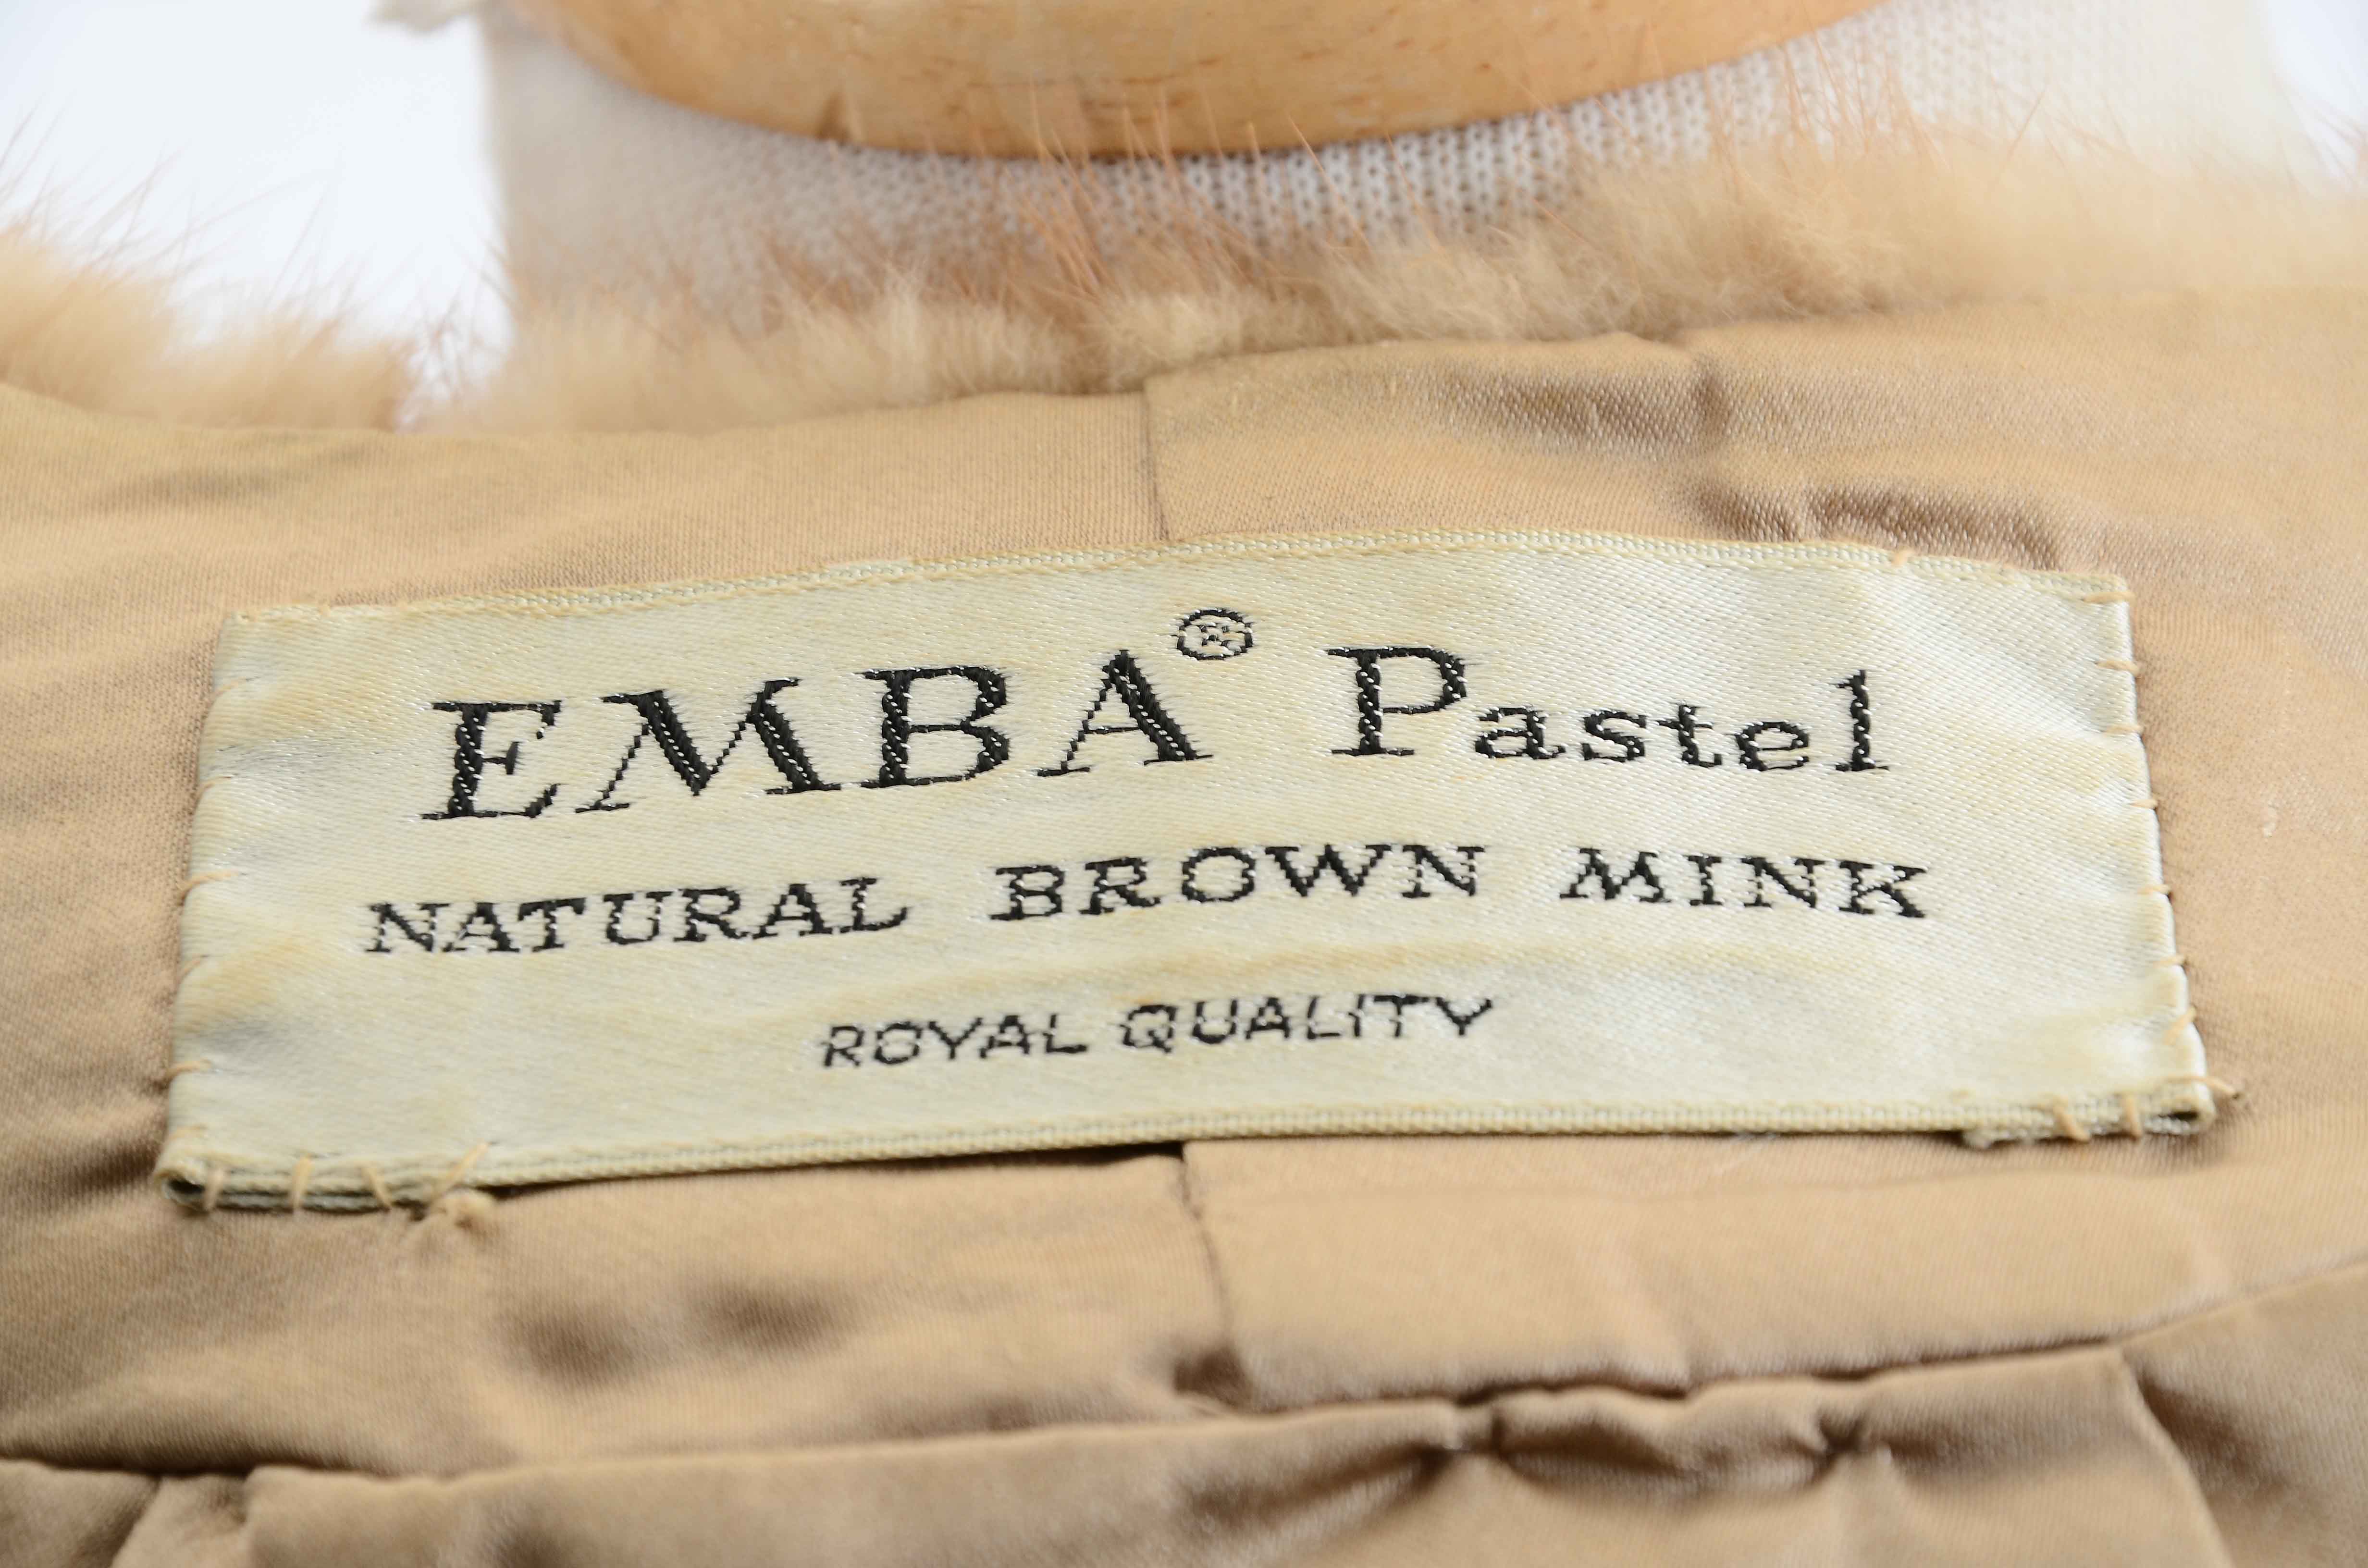 EMBA® Pastel
NATURAL BROWN MINK
ROYAL QUALITY